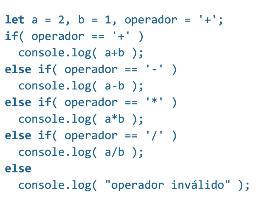 let a = 2, b = 1, operador = '+';
if( operador == '+' )
  console.log( a+b );
else if( operador == '-' )
  console.log( a-b );
else if( operador == '*' )
  console.log( a*b );
else if( operador == '/' )
  console.log( a/b );
else
  console.log( "operador inválido" );